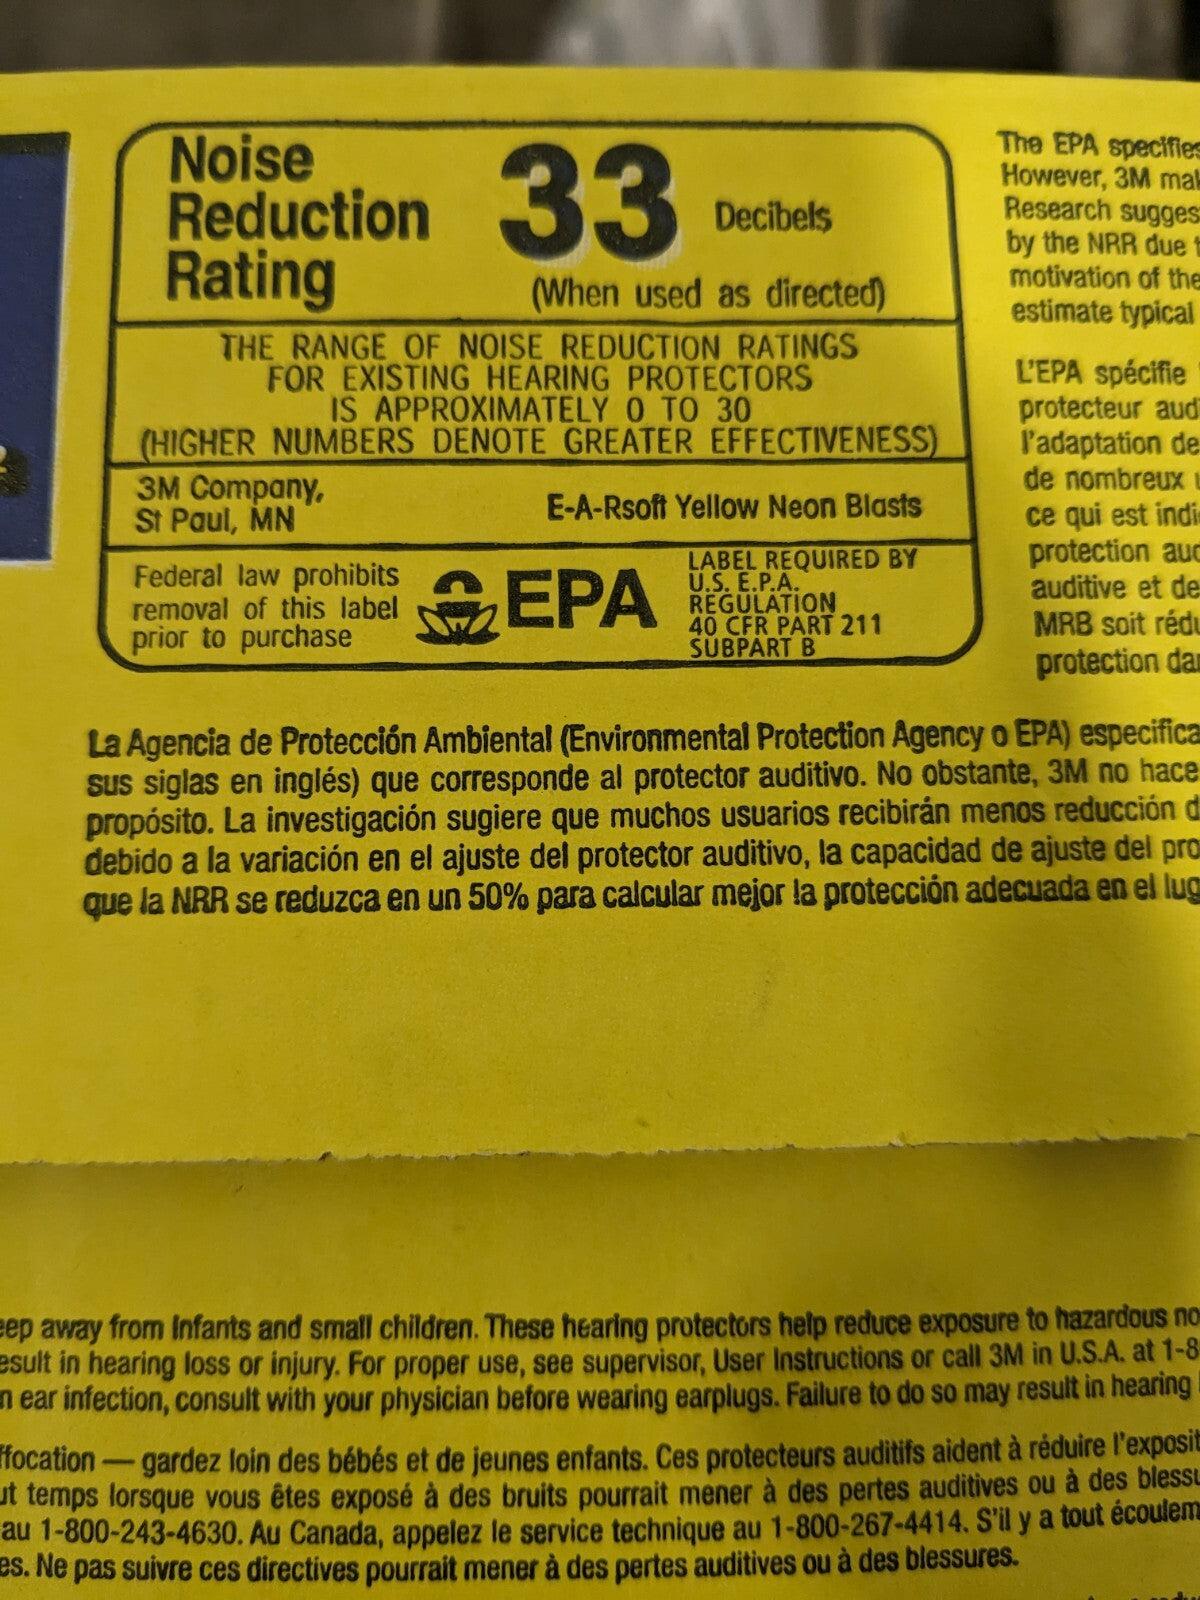 Noise
Reduction
Rating
33 Decibels
(When used as directed)
THE RANGE OF NOISE REDUCTION RATINGS
FOR EXISTING HEARING PROTECTORS
IS APPROXIMATELY 0 TO 30
(HIGHER NUMBERS DENOTE GREATER EFFECTIVENESS)
3M Company,
St Paul, MN
E-A-Rsoft Yellow Neon Blasts
Federal law prohibits
removal of this label
prior to purchase
EPA
LABEL REQUIRED BY
U.S. E.P.A.
REGULATION
40 CFR PART 211
SUBPART B
The EPA specifies
However, 3M
Research
by the NRR due
motivation of the
estimate typical
L'EPA spécifie
protecteur
l'adaptation de
de nombreux
ce qui est
protection
auditive et de
MRB soit
protection
La Agencia de Protección Ambiental (Environmental Protection Agency o EPA) especifica
sus siglas en inglés) que corresponde al protector auditivo. No obstante, 3M no hace
propósito. La investigación sugiere que muchos usuarios recibirán menos reducción
debido a la variación en el ajuste del protector auditivo, la capacidad de ajuste del
que la NRR se reduzca en un 50% para calcular mejor la protección adecuada en el
away from infants and small children. These hearing protectors help reduce exposure to hazardous
in hearing loss or injury. For proper use, see supervisor, User Instructions or call 3M in U.S.A. at
ear infection, consult with your physician before wearing earplugs. Failure to do so may result in hearing
— gardez loin des bébés et de jeunes enfants. Ces protecteurs auditifs aident à réduire
temps lorsque vous êtes exposé à des bruits pourrait mener à des pertes auditives ou à des
au 1-800-243-4630. Au Canada, appelez le service technique au 1-800-267-4414. S'il y a tout
Ne pas suivre ces directives pourrait mener à des pertes auditives ou à des blessures.